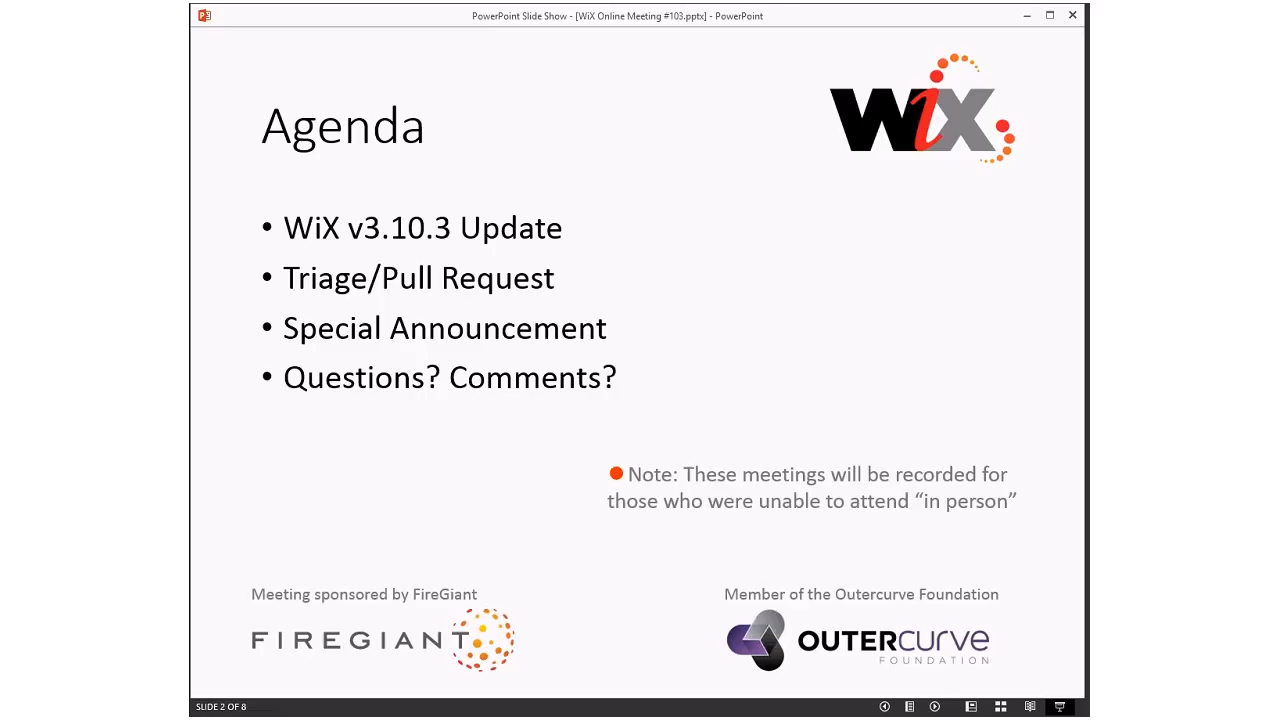 PowerPoint Slide Show - [WiX Online Meeting #103.pptx] - PowerPoint
WiX
Agenda
• WiX v3.10.3 Update
• Triage/Pull Request
• Special Announcement
• Questions? Comments?
Note: These meetings will be recorded for
those who were unable to attend “in person”
Meeting sponsored by FireGiant
FIREGIANT
Member of the Outercurve Foundation
OUTERCURVE
FOUNDATION
SLIDE 2 OF 8